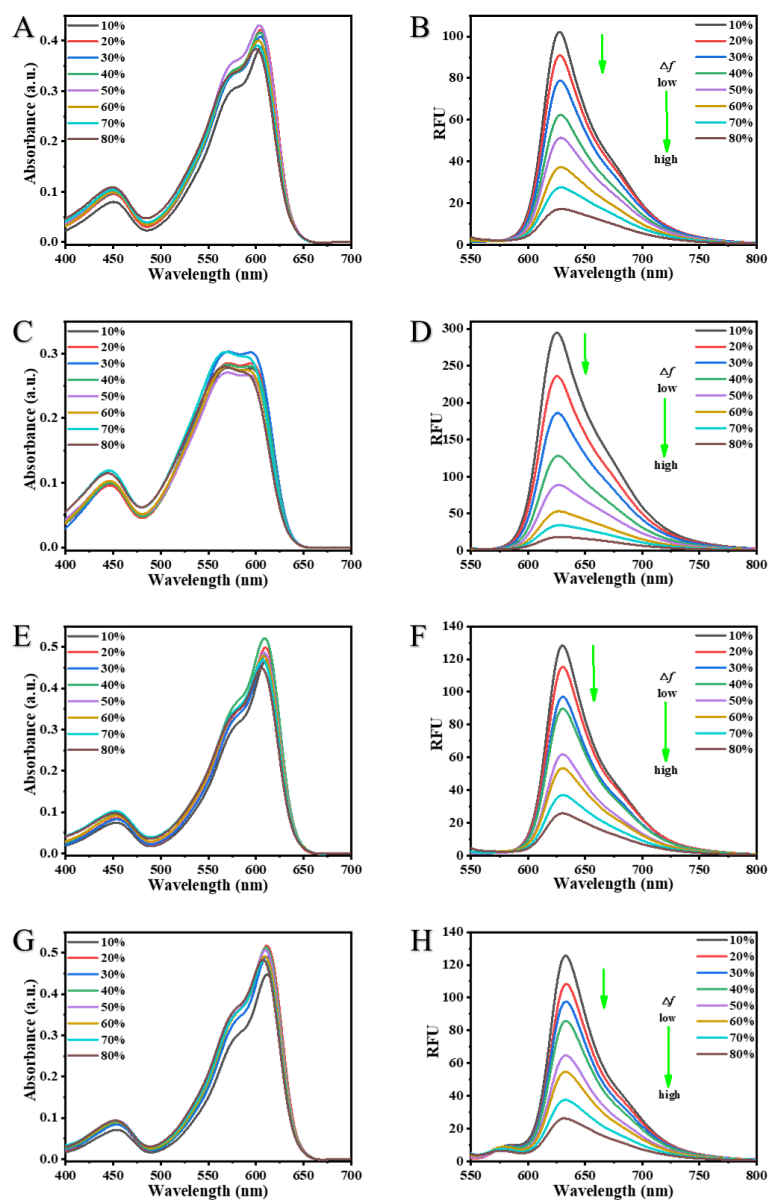 A
10%
20%
30%
40%
50%
60%
70%
80%
0.4
0.3
0.2
0.1
0.0
Absorbance (a.u.)
400 450 500 550 600 650 700
Wavelength (nm)
B
10%
20%
30%
40%
50%
60%
70%
80%
△f
low
high
100
80
60
40
20
0
RFU
550 600 650 700 750 800
Wavelength (nm)
C
10%
20%
30%
40%
50%
60%
70%
80%
0.3
0.2
0.1
0.0
Absorbance (a.u.)
400 450 500 550 600 650 700
Wavelength (nm)
D
10%
20%
30%
40%
50%
60%
70%
80%
△f
low
high
300
250
200
150
100
50
0
RFU
550 600 650 700 750 800
Wavelength (nm)
E
10%
20%
30%
40%
50%
60%
70%
80%
0.5
0.4
0.3
0.2
0.1
0.0
Absorbance (a.u.)
400 450 500 550 600 650 700
Wavelength (nm)
F
10%
20%
30%
40%
50%
60%
70%
80%
△f
low
high
140
120
100
80
60
40
20
0
RFU
550 600 650 700 750 800
Wavelength (nm)
G
10%
20%
30%
40%
50%
60%
70%
80%
0.5
0.4
0.3
0.2
0.1
0.0
Absorbance (a.u.)
400 450 500 550 600 650 700
Wavelength (nm)
H
10%
20%
30%
40%
50%
60%
70%
80%
△f
low
high
140
120
100
80
60
40
20
0
RFU
550 600 650 700 750 800
Wavelength (nm)